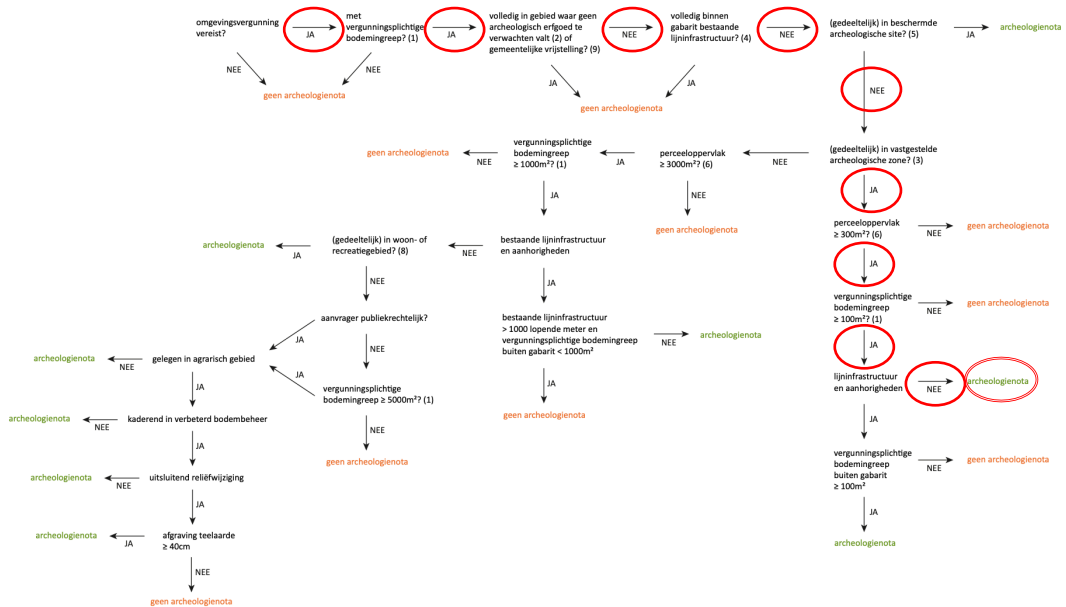 omgevingsvergunning
vereist?
JA
met
vergunningsplichtige
bodemingreep? (1)
JA
volledig in gebied waar geen
archeologisch erfgoed te
verwachten valt (2) of
gemeentelijke vrijstelling? (9)
NEE
volledig binnen
gabarit bestaande
lijninfrastructuur? (4)
NEE
(gedeeltelijk) in beschermde
archeologische site? (5)
JA
archeologienota
NEE
NEE
geen archeologienota
JA
JA
geen archeologienota
NEE
geen archeologienota
NEE
vergunningsplichtige
bodemingreep
≥ 1000m²? (1)
JA
perceeloppervlak
≥ 3000m²? (6)
NEE
(gedeeltelijk) in vastgestelde
archeologische zone? (3)
JA
NEE
JA
geen archeologienota
perceeloppervlak
≥ 300m²? (6)
NEE
geen archeologienota
archeologienota
JA
(gedeeltelijk) in woon- of
recreatiegebied? (8)
NEE
bestaande lijninfrastructuur
en aanhorigheden
JA
NEE
JA
vergunningsplichtige
bodemingreep
≥ 100m²? (1)
NEE
geen archeologienota
aanvrager publiekrechtelijk?
bestaande lijninfrastructuur
> 1000 lopende meter en
vergunningsplichtige bodemingreep
buiten gabarit < 1000m²
NEE
archeologienota
JA
JA
NEE
archeologienota
NEE
gelegen in agrarisch gebied
JA
vergunningsplichtige
bodemingreep ≥ 5000m²? (1)
JA
lijninfrastructuur
en aanhorigheden
NEE
archeologienota
JA
geen archeologienota
archeologienota
NEE
kaderend in verbeterd bodembeheer
NEE
JA
JA
geen archeologienota
vergunningsplichtige
bodemingreep
buiten gabarit
≥ 100m²
NEE
geen archeologienota
archeologienota
NEE
uitsluitend reliëfwijziging
JA
JA
archeologienota
JA
afgraving teelaarde
≥ 40cm
archeologienota
NEE
geen archeologienota